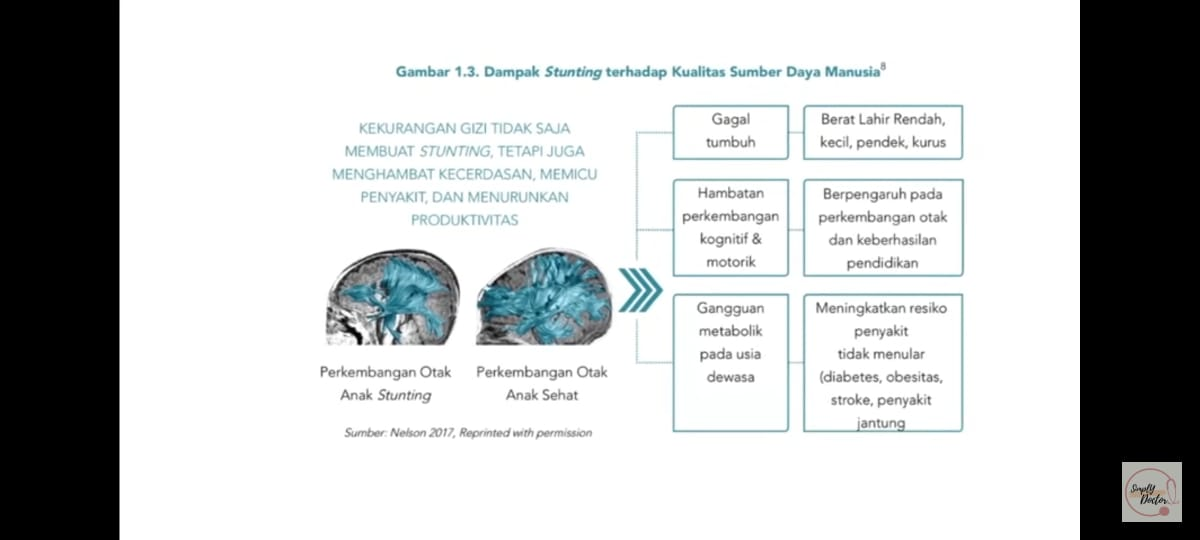 Gambar 1.3. Dampak Stunting terhadap Kualitas Sumber Daya Manusia8
KEKURANGAN GIZI TIDAK SAJA
MEMBUAT STUNTING, TETAPI JUGA
MENGHAMBAT KECERDASAN, MEMICU
PENYAKIT, DAN MENURUNKAN
PRODUKTIVITAS
Perkembangan Otak
Anak Stunting
Perkembangan Otak
Anak Sehat
Sumber: Nelson 2017, Reprinted with permission
Gagal
tumbuh
Berat Lahir Rendah,
kecil, pendek, kurus
Hambatan
perkembangan
kognitif &
motorik
Berpengaruh pada
perkembangan otak
dan keberhasilan
pendidikan
Gangguan
metabolik
pada usia
dewasa
Meningkatkan resiko
penyakit
tidak menular
(diabetes, obesitas,
stroke, penyakit
jantung
Simply
Doctor